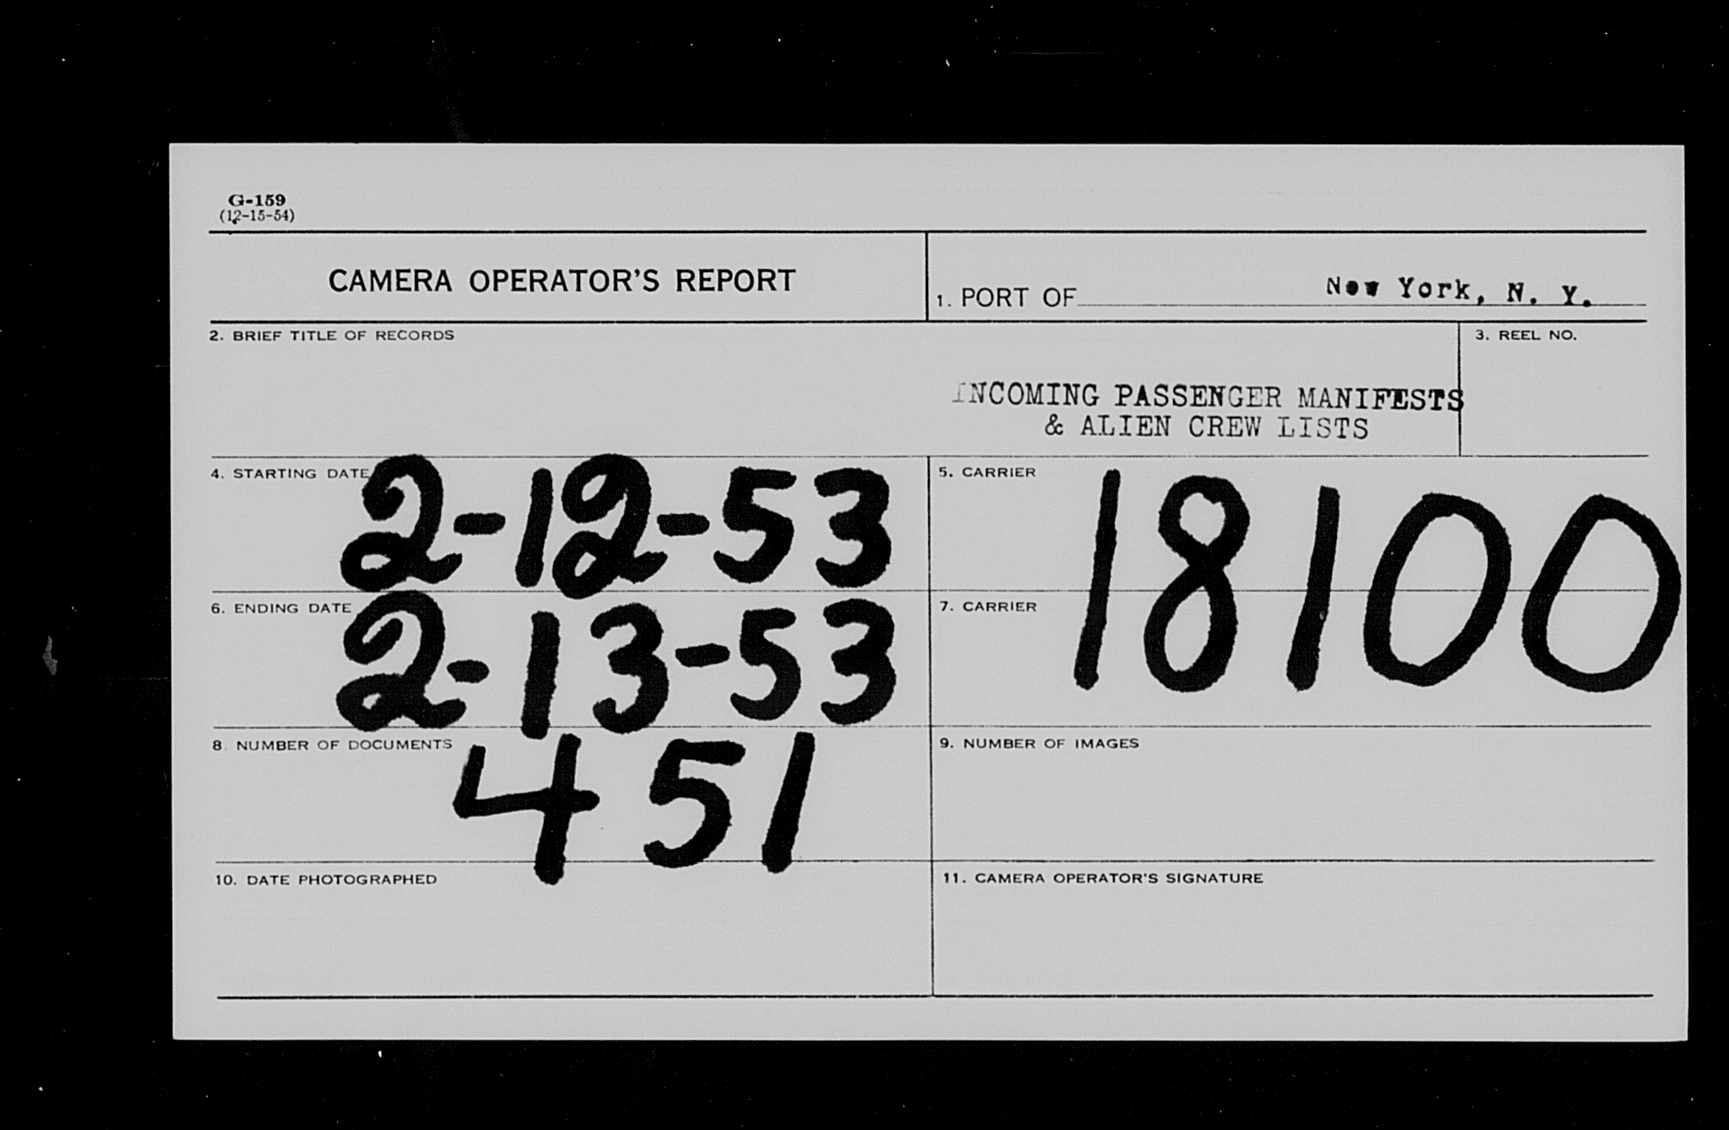 G-159
(12-15-54)
CAMERA OPERATOR'S REPORT
1. PORT OF New York, N. Y.
2. BRIEF TITLE OF RECORDS
3. REEL NO.
INCOMING PASSENGER MANIFESTS
& ALIEN CREW LISTS
4. STARTING DATE 2-12-53
5. CARRIER 18100
6. ENDING DATE 2-13-53
7. CARRIER
8. NUMBER OF DOCUMENTS 451
9. NUMBER OF IMAGES
10. DATE PHOTOGRAPHED
11. CAMERA OPERATOR'S SIGNATURE